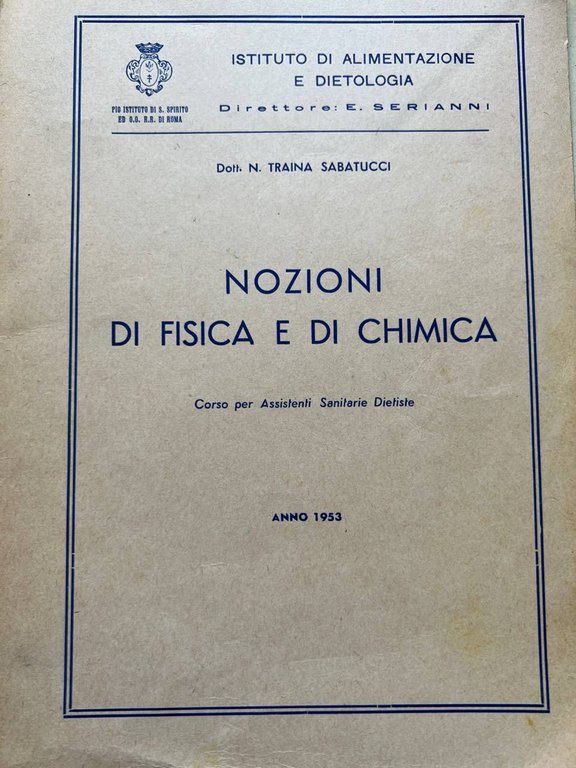 ISTITUTO DI ALIMENTAZIONE
E DIETOLOGIA
Direttore: E. SERIANNI
PIO ISTITUTO DI S. SPIRITO
ED O.O. R.R. DI ROMA
Dott. N. TRAINA SABATUCCI
NOZIONI
DI FISICA E DI CHIMICA
Corso per Assistenti Sanitarie Dietiste
ANNO 1953